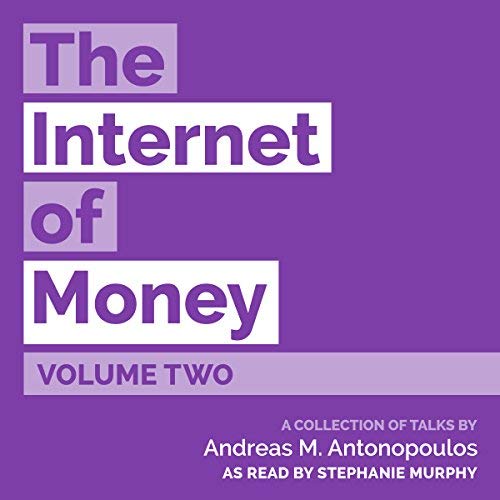 The
Internet
of
Money
VOLUME TWO
A COLLECTION OF TALKS BY
Andreas M. Antonopoulos
AS READ BY STEPHANIE MURPHY